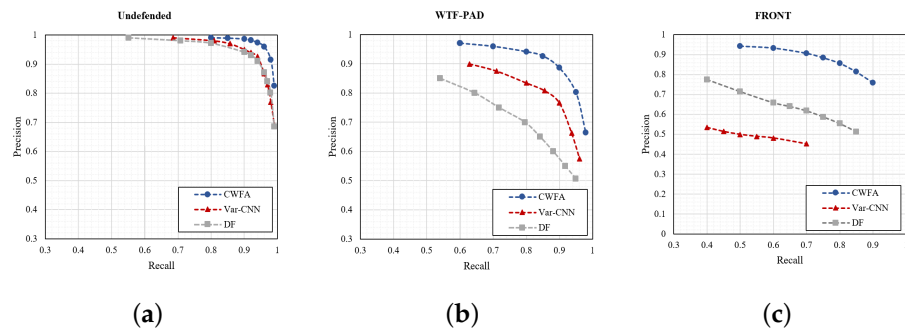 Undefended
Precision
1
0.9
0.8
0.7
0.6
0.5
0.4
0.3
0.3 0.4 0.5 0.6 0.7 0.8 0.9 1
Recall
CWFA
Var-CNN
DF
(a)
WTF-PAD
Precision
1
0.9
0.8
0.7
0.6
0.5
0.4
0.3
0.3 0.4 0.5 0.6 0.7 0.8 0.9 1
Recall
CWFA
Var-CNN
DF
(b)
FRONT
Precision
1
0.9
0.8
0.7
0.6
0.5
0.4
0.3
0.2
0.1
0
0.3 0.4 0.5 0.6 0.7 0.8 0.9
Recall
CWFA
Var-CNN
DF
(c)